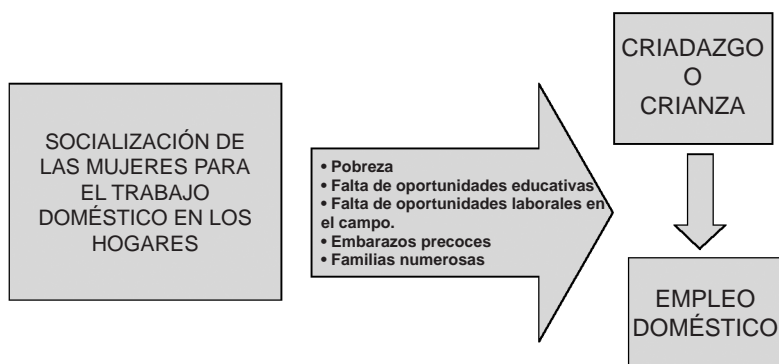 SOCIALIZACIÓN DE
LAS MUJERES PARA
EL TRABAJO
DOMÉSTICO EN LOS
HOGARES
• Pobreza
• Falta de oportunidades educativas
• Falta de oportunidades laborales en
el campo.
• Embarazos precoces
• Familias numerosas
CRIADAZGO
O
CRIANZA
EMPLEO
DOMÉSTICO